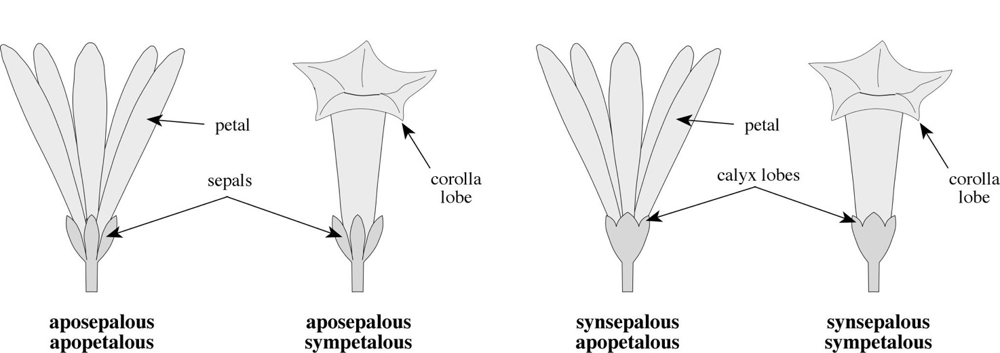 petal
sepals
corolla
lobe
petal
calyx lobes
corolla
lobe
aposepalous
apopetalous
aposepalous
sympetalous
synsepalous
apopetalous
synsepalous
sympetalous